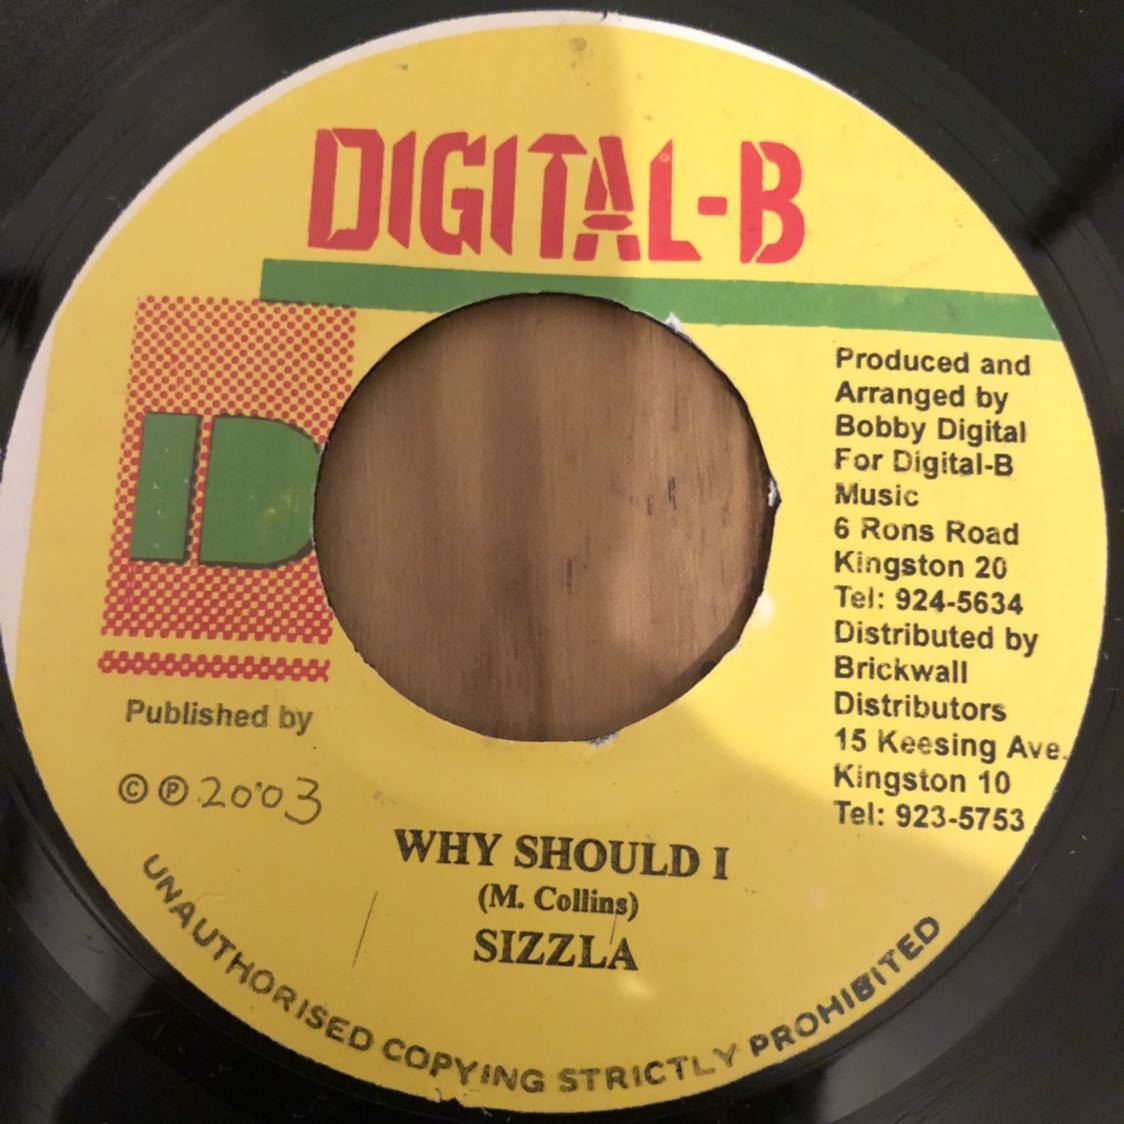 DIGITAL-B
ID
Produced and
Arranged by
Bobby Digital
For Digital-B
Music
6 Rons Road
Kingston 20
Tel: 924-5634
Distributed by
Brickwall
Distributors
15 Keesing Ave.
Kingston 10
Tel: 923-5753
Published by
© ℗ 2003
WHY SHOULD I
(M. Collins)
SIZZLA
UNAUTHORISED COPYING STRICTLY PROHIBITED